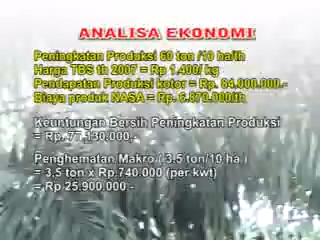 ANALISA EKONOMI
Peningkatan Produksi 60 ton /10 ha/th
Harga TBS th 2007 = Rp 1.400/ kg
Pendapatan Produksi kotor = Rp. 84.000.000.-
Biaya produk NASA = Rp. 6.870.000/th
Keuntungan Bersih Peningkatan Produksi
= Rp. 77.130.000.-
Penghematan Makro ( 3,5 ton/10 ha )
= 3,5 ton x Rp.740.000 (per kwt)
= Rp 25.900.000.-